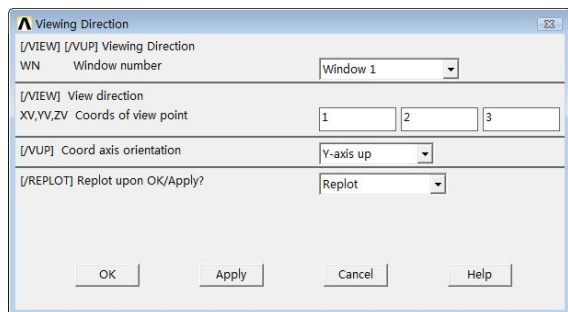 Viewing Direction
[/VIEW] [/VUP] Viewing Direction
WN Window number Window 1
[/VIEW] View direction
XV,YV,ZV Coords of view point 1 2 3
[/VUP] Coord axis orientation Y-axis up
[/REPLOT] Replot upon OK/Apply? Replot
OK Apply Cancel Help